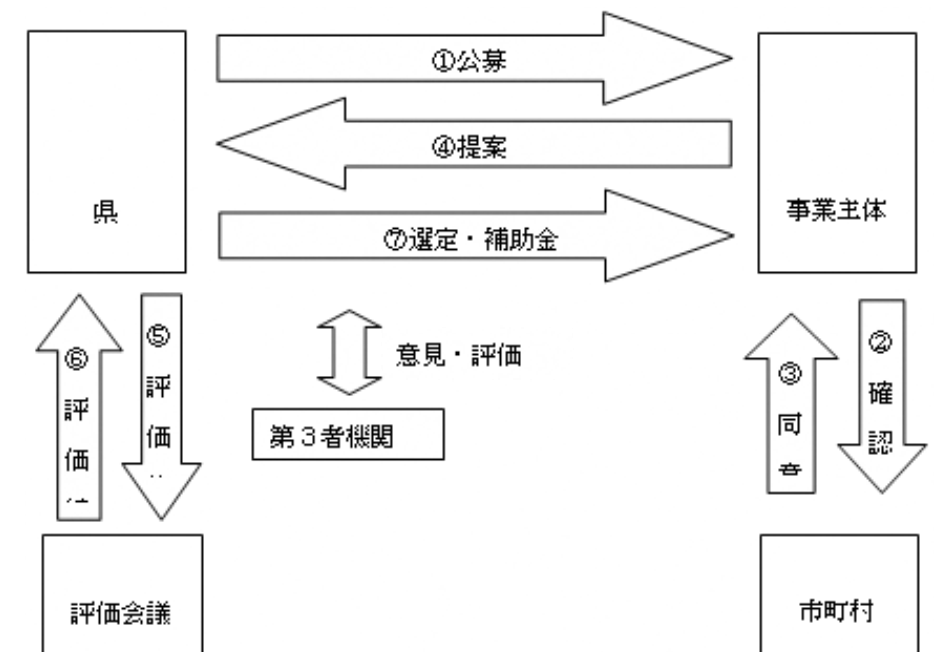 ①公募
④提案
県
事業主体
⑦選定・補助金
⑥評価
⑤評価
意見・評価
③同意
②確認
第3者機関
評価会議
市町村